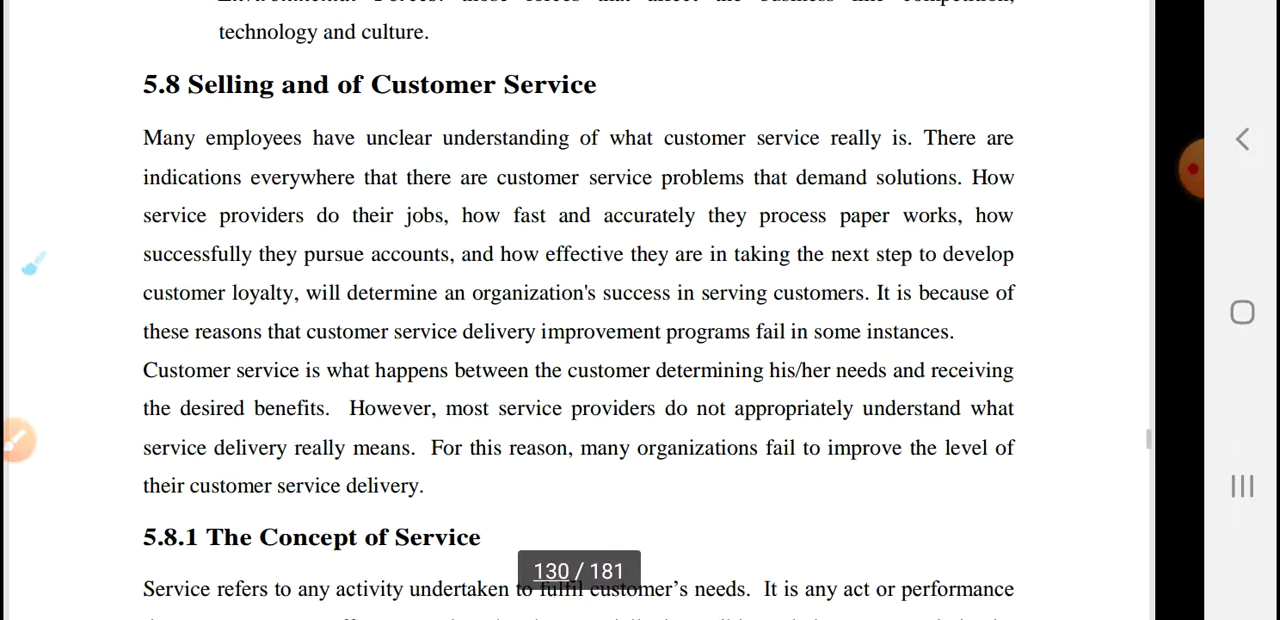 technology and culture.
5.8 Selling and of Customer Service
Many employees have unclear understanding of what customer service really is. There are
indications everywhere that there are customer service problems that demand solutions. How
service providers do their jobs, how fast and accurately they process paper works, how
successfully they pursue accounts, and how effective they are in taking the next step to develop
customer loyalty, will determine an organization's success in serving customers. It is because of
these reasons that customer service delivery improvement programs fail in some instances.
Customer service is what happens between the customer determining his/her needs and receiving
the desired benefits. However, most service providers do not appropriately understand what
service delivery really means. For this reason, many organizations fail to improve the level of
their customer service delivery.
5.8.1 The Concept of Service
130 / 181
Service refers to any activity undertaken to fulfil customer’s needs. It is any act or performance